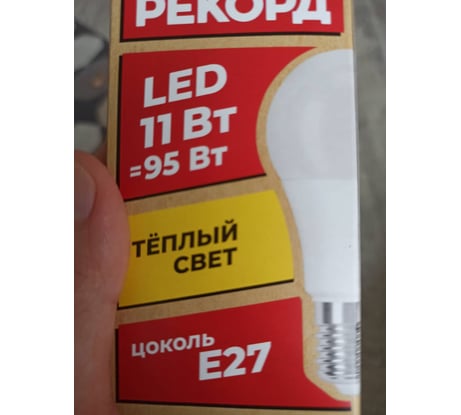 РЕКОРД
LED
11 Вт
=95 Вт
ТЁПЛЫЙ
СВЕТ
ЦОКОЛЬ
E27